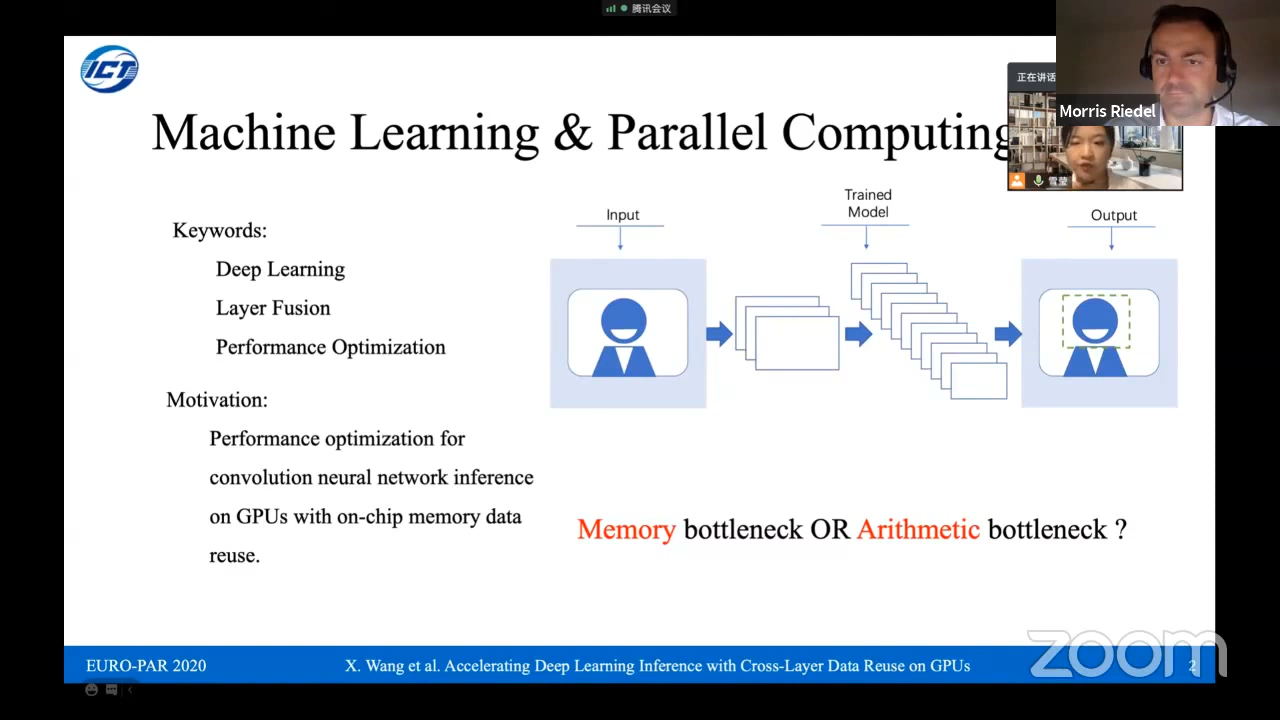 腾讯会议
ICT
Machine Learning & Parallel Computing
正在讲话
Morris Riedel
雪莹
Keywords:
Deep Learning
Layer Fusion
Performance Optimization
Motivation:
Performance optimization for
convolution neural network inference
on GPUs with on-chip memory data
reuse.
Input
Trained
Model
Output
Memory bottleneck OR Arithmetic bottleneck ?
EURO-PAR 2020
X. Wang et al. Accelerating Deep Learning Inference with Cross-Layer Data Reuse on GPUs
2
zoom